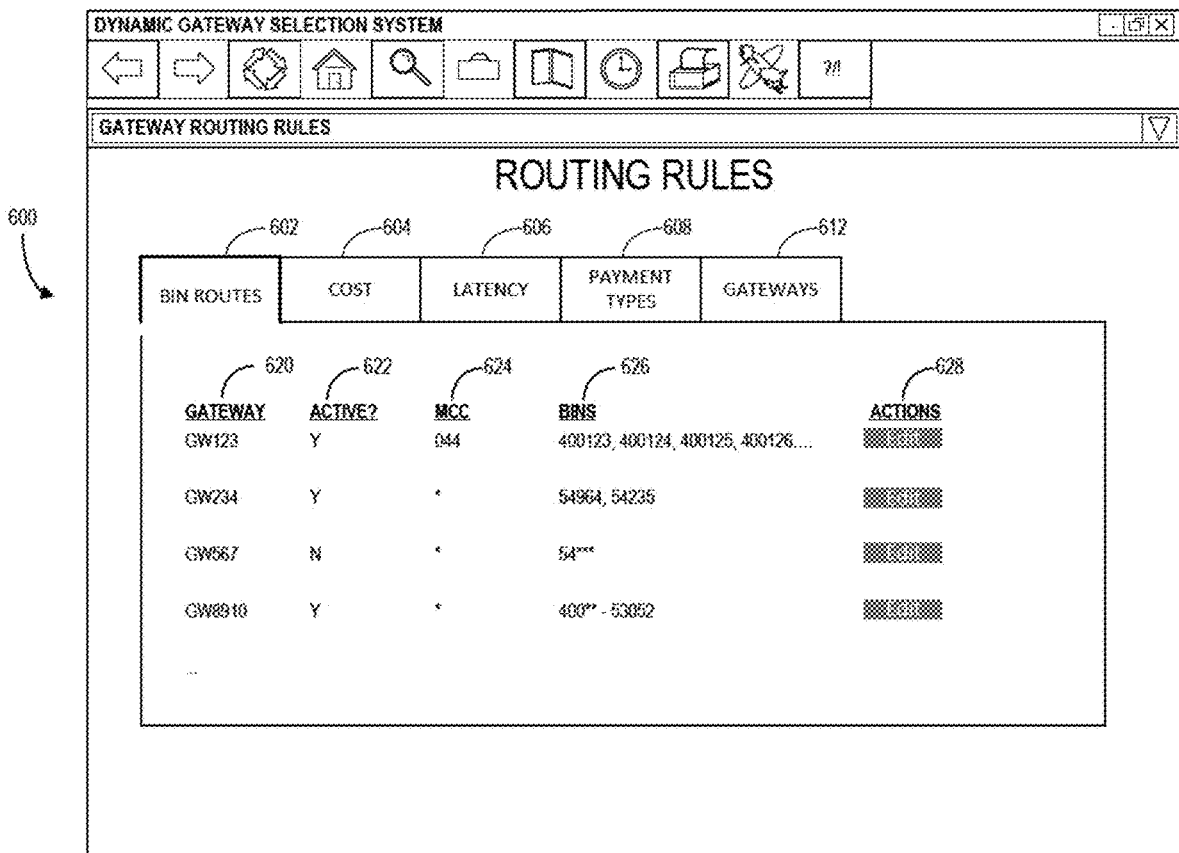 DYNAMIC GATEWAY SELECTION SYSTEM
?/!
GATEWAY ROUTING RULES
ROUTING RULES
600
602 604 606 608 612
BIN ROUTES COST LATENCY PAYMENT TYPES GATEWAYS
620 622 624 626 628
GATEWAY ACTIVE? MCC BINS ACTIONS
GW123 Y 044 400123, 400124, 400125, 400126....
GW234 Y * 54964, 54235
GW567 N * 54***
GW8910 Y * 400** - 53052
...